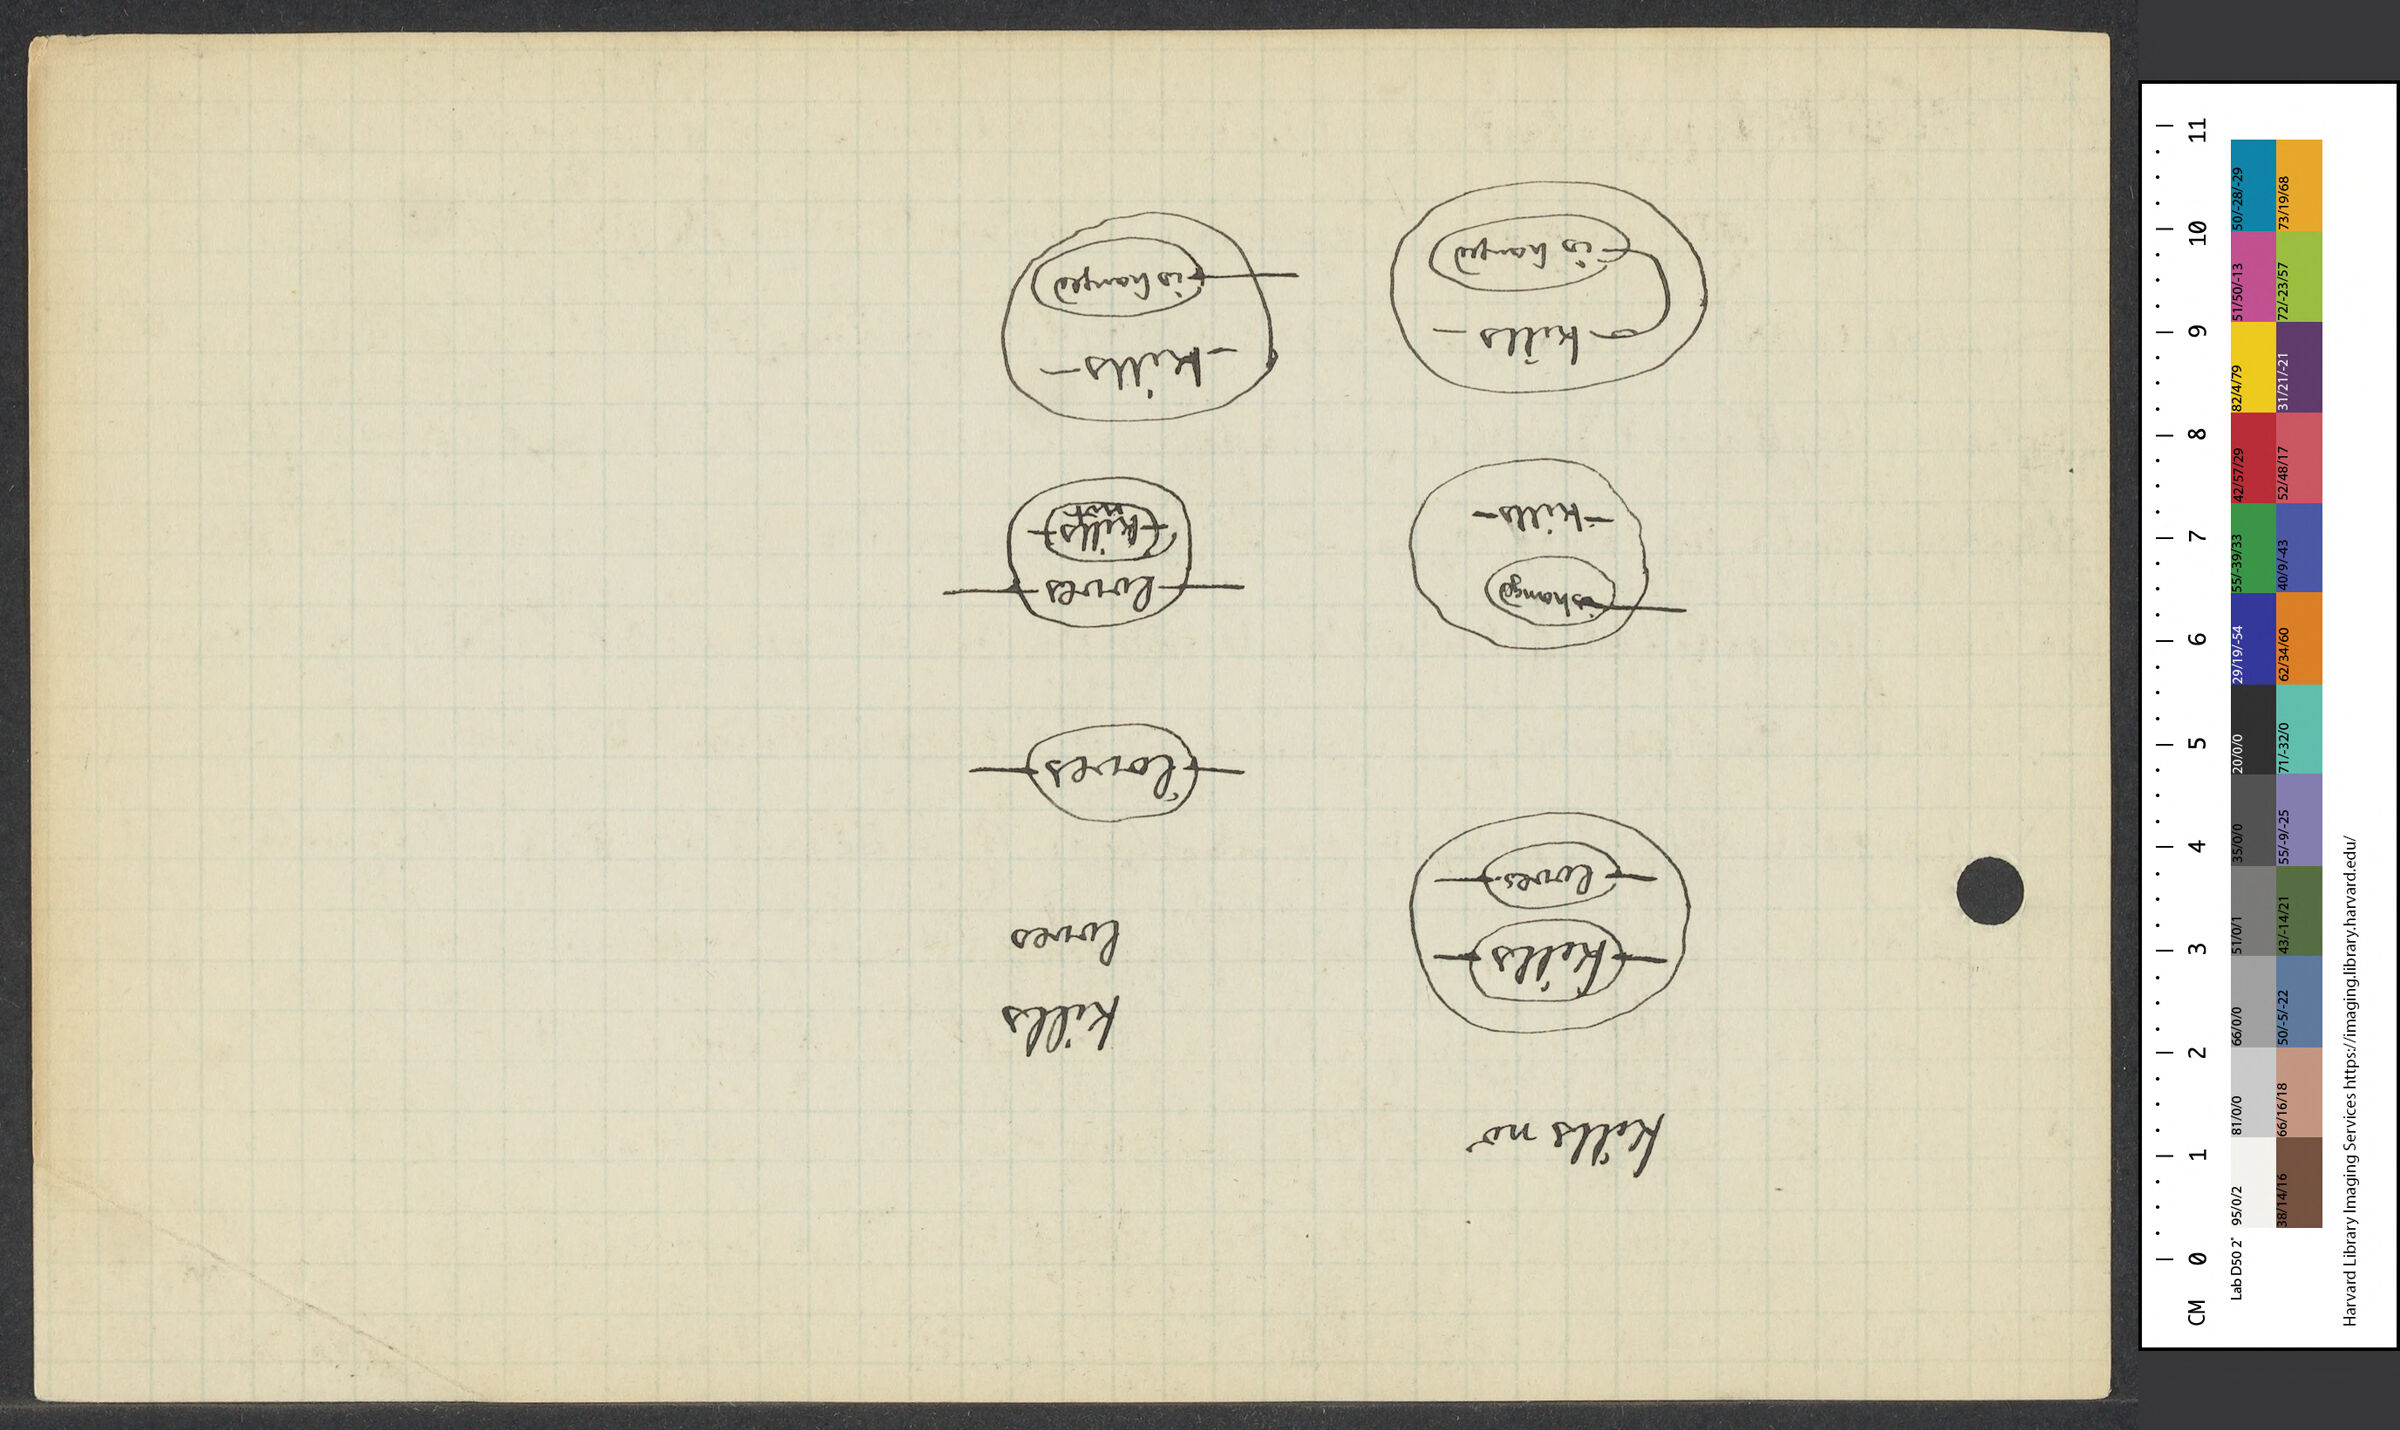 kills no
kills
loves
is hanged
-kills-
-kills-
is hanged
kills
loves
loves
loves
kills
not
-kills-
is hanged
CM 0 1 2 3 4 5 6 7 8 9 10 11
LabD50 2° 95/0/2 81/0/0 66/0/0 51/0/1 35/0/0 20/0/0 29/19/-54 55/-39/33 42/57/29 82/4/79 51/50/-13 50/-28/-29
38/14/16 66/16/18 50/-5/-22 43/-14/21 55/-9/-25 71/-32/0 62/34/60 40/9/-43 52/48/17 31/21/-21 72/-23/57 73/19/68
Harvard Library Imaging Services https://imaging.library.harvard.edu/